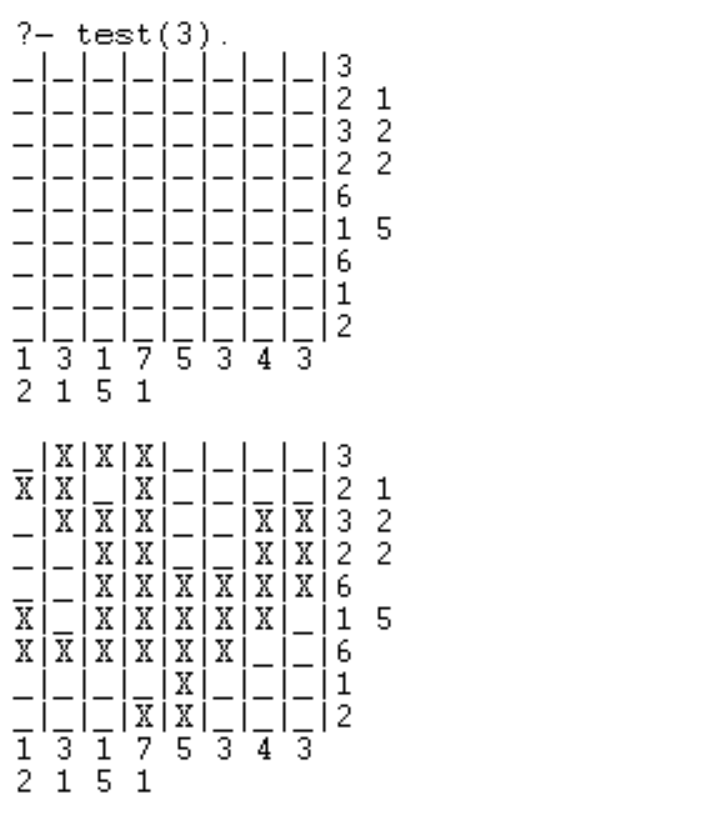 ?- test(3).
_|_|_|_|_|_|_|_|3
_|_|_|_|_|_|_|_|2 1
_|_|_|_|_|_|_|_|3 2
_|_|_|_|_|_|_|_|2 2
_|_|_|_|_|_|_|_|6
_|_|_|_|_|_|_|_|1 5
_|_|_|_|_|_|_|_|6
_|_|_|_|_|_|_|_|1
_|_|_|_|_|_|_|_|2
1 3 1 7 5 3 4 3
2 1 5 1
_|X|X|X|_|_|_|_|3
X|X|_|X|_|_|_|_|2 1
_|X|X|X|_|_|X|X|3 2
_|_|X|X|_|_|X|X|2 2
_|_|X|X|X|X|X|X|6
X|_|X|X|X|X|X|_|1 5
X|X|X|X|X|X|_|_|6
_|_|_|_|X|_|_|_|1
_|_|_|X|X|_|_|_|2
1 3 1 7 5 3 4 3
2 1 5 1